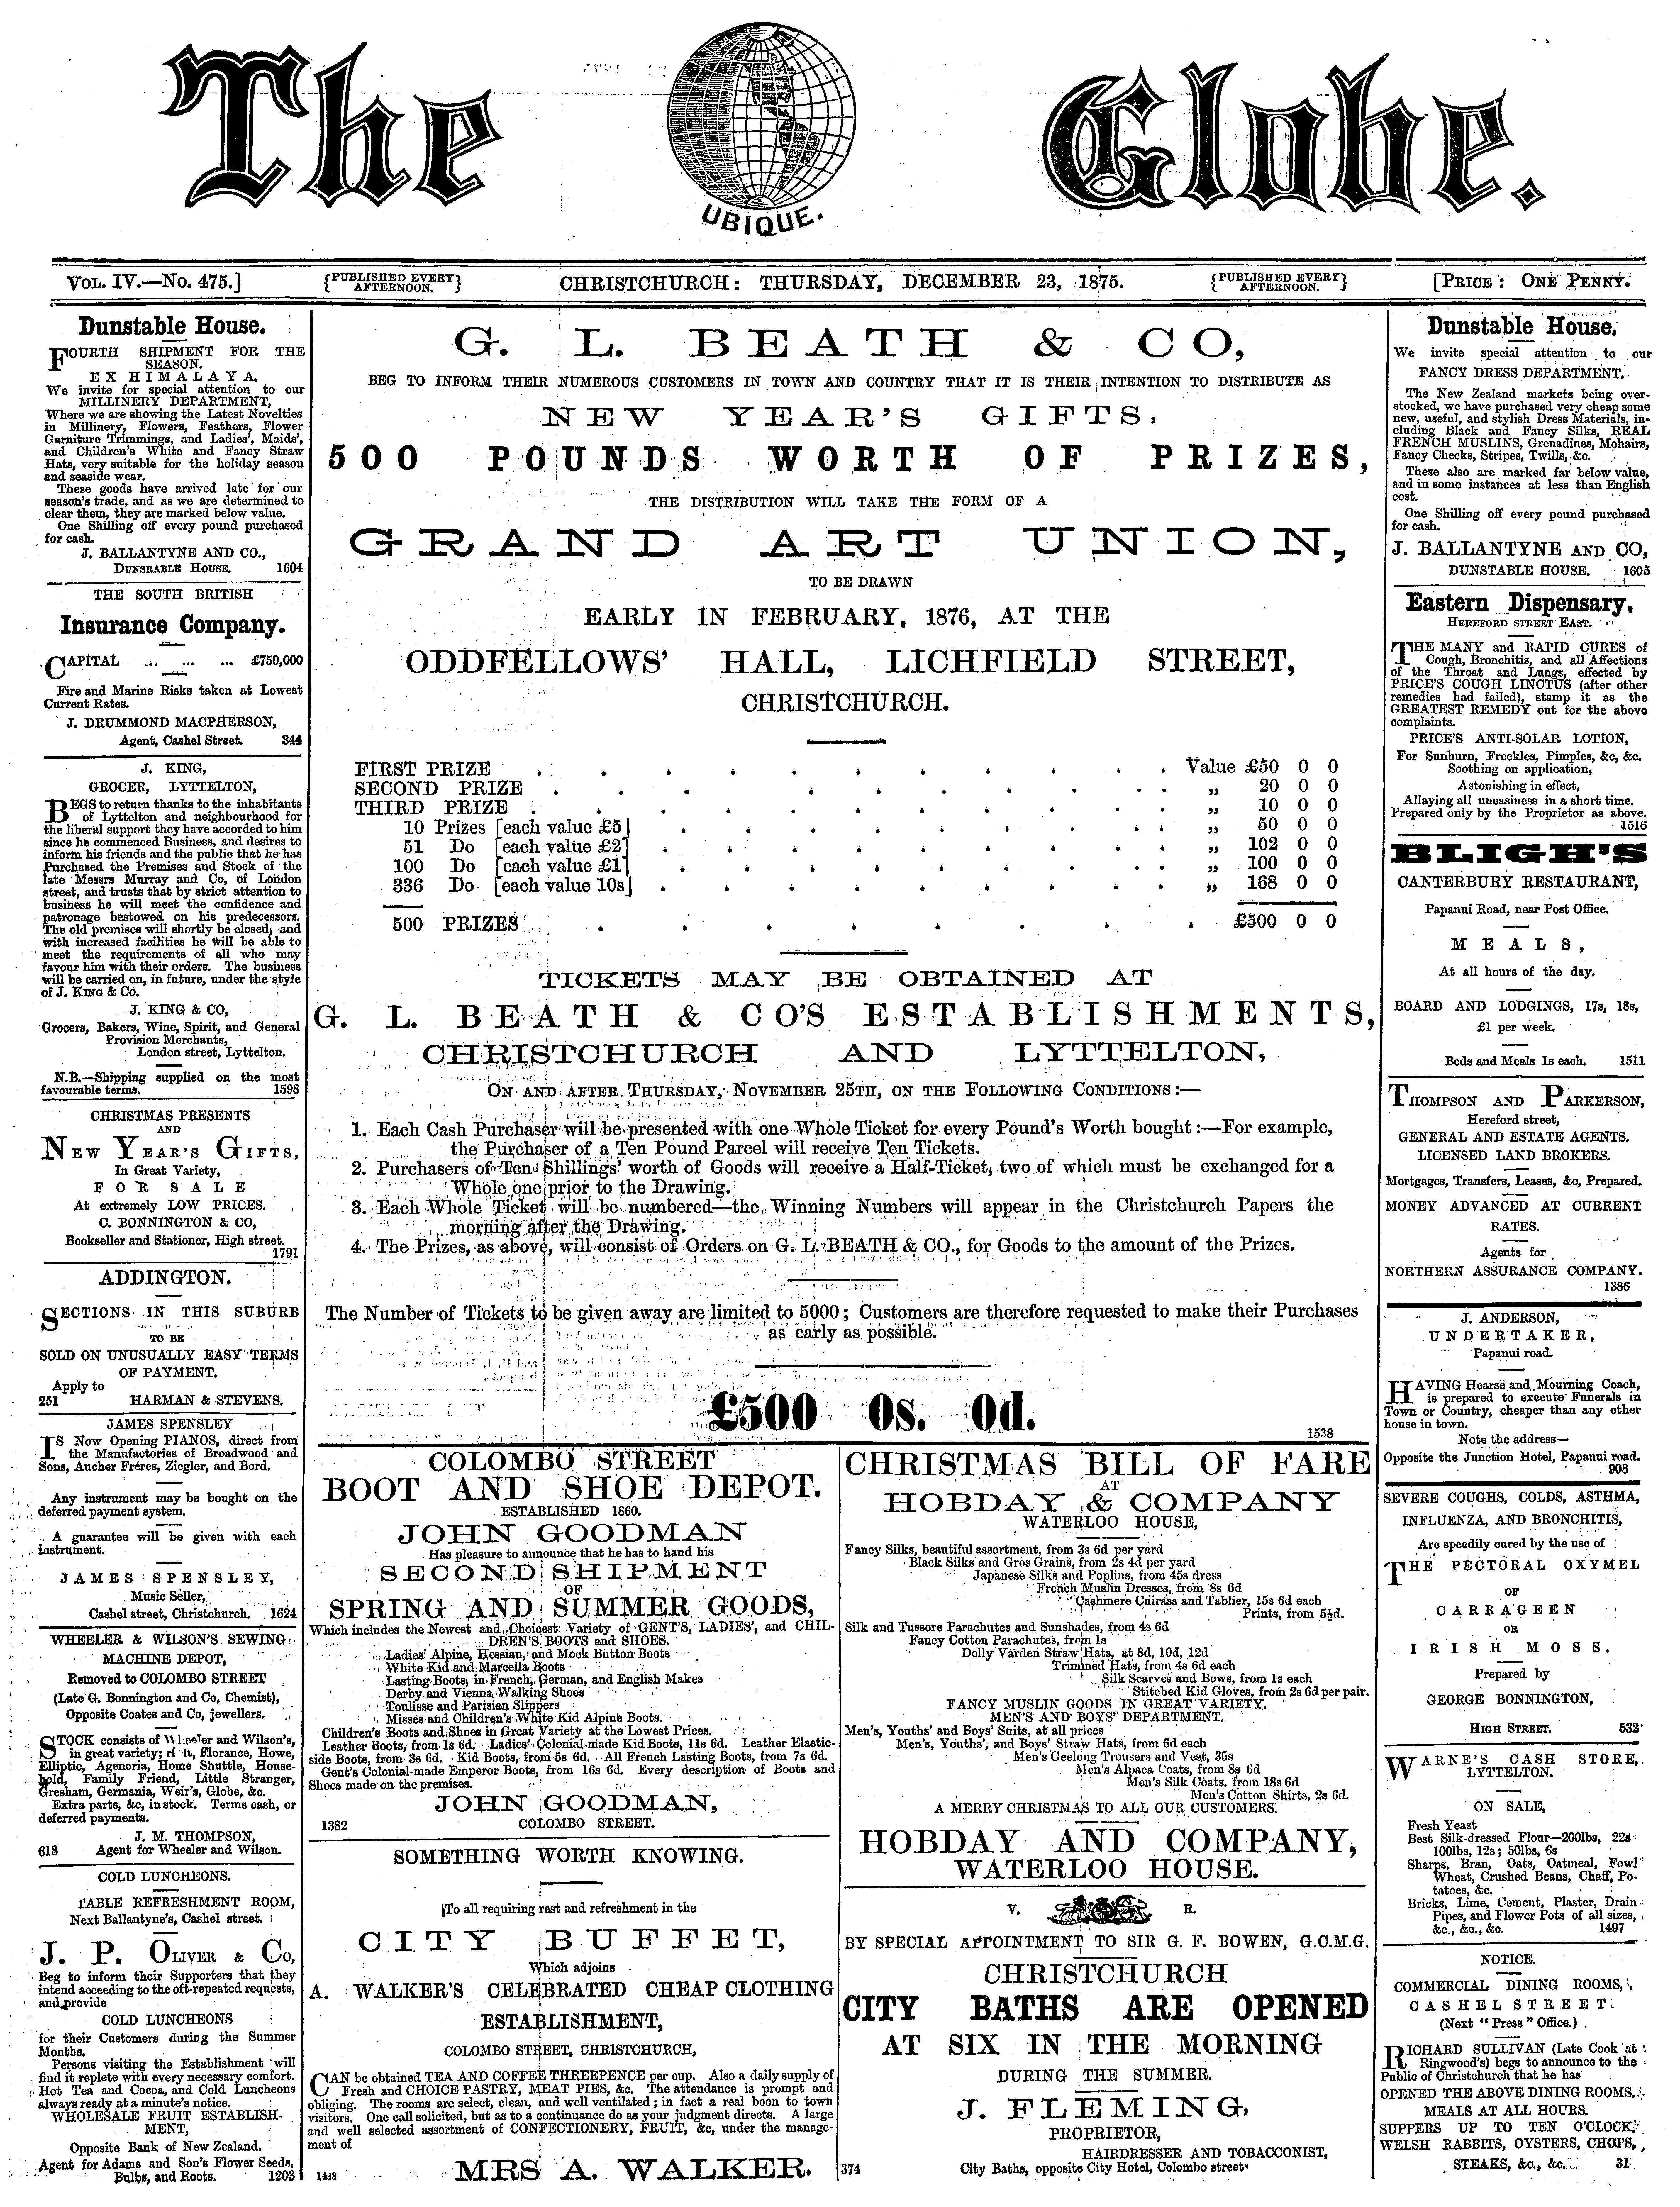 The Globe.
UBIQUE.
VOL. IV.—No. 475.]
{PUBLISHED EVERY AFTERNOON.}
CHRISTCHURCH: THURSDAY, DECEMBER 23, 1875.
{PUBLISHED EVERY AFTERNOON.}
[PRICE: ONE PENNY.
Dunstable House.
FOURTH SHIPMENT FOR THE
SEASON.
EX HIMALAYA.
We invite for special attention to our
MILLINERY DEPARTMENT,
Where we are showing the Latest Novelties
in Millinery, Flowers, Feathers, Flower
Garniture Trimmings, and Ladies', Maids',
and Children's White and Fancy Straw
Hats, very suitable for the holiday season
and seaside wear.
These goods have arrived late for our
season's trade, and as we are determined to
clear them, they are marked below value.
One Shilling off every pound purchased
for cash.
J. BALLANTYNE AND CO.,
DUNSRABLE HOUSE. 1604
THE SOUTH BRITISH
Insurance Company.
CAPITAL ... ... ... £750,000
Fire and Marine Risks taken at Lowest
Current Rates.
J. DRUMMOND MACPHERSON,
Agent, Cashel Street. 344
J. KING,
GROCER, LYTTELTON,
BEGS to return thanks to the inhabitants
of Lyttelton and neighbourhood for
the liberal support they have accorded to him
since he commenced Business, and desires to
inform his friends and the public that he has
Purchased the Premises and Stock of the
late Messrs Murray and Co, of London
street, and trusts that by strict attention to
business he will meet the confidence and
patronage bestowed on his predecessors.
The old premises will shortly be closed, and
with increased facilities he will be able to
meet the requirements of all who may
favour him with their orders. The business
will be carried on, in future, under the style
of J. KING & Co.
J. KING & CO,
Grocers, Bakers, Wine, Spirit, and General
Provision Merchants,
London street, Lyttelton.
N.B.—Shipping supplied on the most
favourable terms. 1598
CHRISTMAS PRESENTS
AND
NEW YEAR'S GIFTS,
In Great Variety,
FOR SALE
At extremely LOW PRICES.
C. BONNINGTON & CO,
Bookseller and Stationer, High street.
1791
ADDINGTON.
SECTIONS IN THIS SUBURB
TO BE
SOLD ON UNUSUALLY EASY TERMS
OF PAYMENT.
Apply to
251 HARMAN & STEVENS.
JAMES SPENSLEY
IS Now Opening PIANOS, direct from
the Manufactories of Broadwood and
Sons, Aucher Fréres, Ziegler, and Bord.
Any instrument may be bought on the
deferred payment system.
A guarantee will be given with each
instrument.
JAMES SPENSLEY,
Music Seller,
Cashel street, Christchurch. 1624
WHEELER & WILSON'S SEWING
MACHINE DEPOT,
Removed to COLOMBO STREET
(Late G. Bonnington and Co, Chemist),
Opposite Coates and Co, jewellers.
STOCK consists of Wheeler and Wilson's,
in great variety; Florance, Howe,
Elliptic, Agenoria, Home Shuttle, House-
hold, Family Friend, Little Stranger,
Gresham, Germania, Weir's, Globe, &c.
Extra parts, &c, in stock. Terms cash, or
deferred payments.
J. M. THOMPSON,
618 Agent for Wheeler and Wilson.
COLD LUNCHEONS.
TABLE REFRESHMENT ROOM,
Next Ballantyne's, Cashel street.
J. P. OLIVER & CO,
Beg to inform their Supporters that they
intend acceeding to the oft-repeated requests,
and provide
COLD LUNCHEONS
for their Customers during the Summer
Months.
Persons visiting the Establishment will
find it replete with every necessary comfort.
Hot Tea and Cocoa, and Cold Luncheons
always ready at a minute's notice.
WHOLESALE FRUIT ESTABLISH-
MENT,
Opposite Bank of New Zealand.
Agent for Adams and Son's Flower Seeds,
Bulbs, and Roots. 1203
G. L. BEATH & CO,
BEG TO INFORM THEIR NUMEROUS CUSTOMERS IN TOWN AND COUNTRY THAT IT IS THEIR INTENTION TO DISTRIBUTE AS
NEW YEAR'S GIFTS,
500 POUNDS WORTH OF PRIZES,
THE DISTRIBUTION WILL TAKE THE FORM OF A
GRAND ART UNION,
TO BE DRAWN
EARLY IN FEBRUARY, 1876, AT THE
ODDFELLOWS' HALL, LICHFIELD STREET,
CHRISTCHURCH.
FIRST PRIZE . . . . . . . . . . Value £50 0 0
SECOND PRIZE . . . . . . . . . . „ 20 0 0
THIRD PRIZE . . . . . . . . . . „ 10 0 0
10 Prizes [each value £5] . . . . . . . . „ 50 0 0
51 Do [each value £2] . . . . . . . . „ 102 0 0
100 Do [each value £1] . . . . . . . . „ 100 0 0
336 Do [each value 10s] . . . . . . . . „ 168 0 0
500 PRIZES . . . . . . . . £500 0 0
TICKETS MAY BE OBTAINED AT
G. L. BEATH & CO'S ESTABLISHMENTS,
CHRISTCHURCH AND LYTTELTON,
ON AND AFTER THURSDAY, NOVEMBER 25TH, ON THE FOLLOWING CONDITIONS:—
1. Each Cash Purchaser will be presented with one Whole Ticket for every Pound's Worth bought:—For example,
the Purchaser of a Ten Pound Parcel will receive Ten Tickets.
2. Purchasers of Ten Shillings' worth of Goods will receive a Half-Ticket, two of which must be exchanged for a
Whole one prior to the Drawing.
3. Each Whole Ticket will be numbered—the Winning Numbers will appear in the Christchurch Papers the
morning after the Drawing.
4. The Prizes, as above, will consist of Orders on G. L. BEATH & CO., for Goods to the amount of the Prizes.
The Number of Tickets to be given away are limited to 5000; Customers are therefore requested to make their Purchases
as early as possible.
£500 0s. 0d.
1538
COLOMBO STREET
BOOT AND SHOE DEPOT.
ESTABLISHED 1860.
JOHN GOODMAN
Has pleasure to announce that he has to hand his
SECOND SHIPMENT
OF
SPRING AND SUMMER GOODS,
Which includes the Newest and Choicest Variety of GENT'S, LADIES', and CHIL-
DREN'S BOOTS and SHOES.
Ladies' Alpine, Hessian, and Mock Button Boots
White Kid and Marcella Boots
Lasting Boots, in French, German, and English Makes
Derby and Vienna Walking Shoes
Toulisse and Parisian Slippers
Misses and Children's White Kid Alpine Boots.
Children's Boots and Shoes in Great Variety at the Lowest Prices.
Leather Boots, from 1s 6d. Ladies' Colonial-made Kid Boots, 11s 6d. Leather Elastic-
side Boots, from 3s 6d. Kid Boots, from 5s 6d. All French Lasting Boots, from 7s 6d.
Gent's Colonial-made Emperor Boots, from 16s 6d. Every description of Boots and
Shoes made on the premises.
JOHN GOODMAN,
1382 COLOMBO STREET.
SOMETHING WORTH KNOWING.
To all requiring rest and refreshment in the
CITY BUFFET,
Which adjoins
A. WALKER'S CELEBRATED CHEAP CLOTHING
ESTABLISHMENT,
COLOMBO STREET, CHRISTCHURCH,
CAN be obtained TEA AND COFFEE THREEPENCE per cup. Also a daily supply of
Fresh and CHOICE PASTRY, MEAT PIES, &c. The attendance is prompt and
obliging. The rooms are select, clean, and well ventilated; in fact a real boon to town
visitors. One call solicited, but as to a continuance do as your judgment directs. A large
and well selected assortment of CONFECTIONERY, FRUIT, &c, under the manage-
ment of
1438 MRS A. WALKER.
CHRISTMAS BILL OF FARE
AT
HOBDAY & COMPANY
WATERLOO HOUSE,
Fancy Silks, beautiful assortment, from 3s 6d per yard
Black Silks and Gros Grains, from 2s 4d per yard
Japanese Silks and Poplins, from 45s dress
French Muslin Dresses, from 8s 6d
Cashmere Cuirass and Tablier, 15s 6d each
Prints, from 5½d.
Silk and Tussore Parachutes and Sunshades, from 4s 6d
Fancy Cotton Parachutes, from 1s
Dolly Varden Straw Hats, at 8d, 10d, 12d
Trimmed Hats, from 4s 6d each
Silk Scarves and Bows, from 1s each
Stitched Kid Gloves, from 2s 6d per pair.
FANCY MUSLIN GOODS IN GREAT VARIETY.
MEN'S AND BOYS' DEPARTMENT.
Men's, Youths' and Boys' Suits, at all prices
Men's, Youths', and Boys' Straw Hats, from 6d each
Men's Geelong Trousers and Vest, 35s
Men's Alpaca Coats, from 8s 6d
Men's Silk Coats, from 18s 6d
Men's Cotton Shirts, 2s 6d.
A MERRY CHRISTMAS TO ALL OUR CUSTOMERS.
HOBDAY AND COMPANY,
WATERLOO HOUSE.
V. R.
BY SPECIAL APPOINTMENT TO SIR G. F. BOWEN, G.C.M.G.
CHRISTCHURCH
CITY BATHS ARE OPENED
AT SIX IN THE MORNING
DURING THE SUMMER.
J. FLEMING,
PROPRIETOR,
HAIRDRESSER AND TOBACCONIST,
374 City Baths, opposite City Hotel, Colombo street.
Dunstable House.
We invite special attention to our
FANCY DRESS DEPARTMENT.
The New Zealand markets being over-
stocked, we have purchased very cheap some
new, useful, and stylish Dress Materials, in-
cluding Black and Fancy Silks, REAL
FRENCH MUSLINS, Grenadines, Mohairs,
Fancy Checks, Stripes, Twills, &c.
These also are marked far below value,
and in some instances at less than English
cost.
One Shilling off every pound purchased
for cash.
J. BALLANTYNE AND CO,
DUNSTABLE HOUSE. 1605
Eastern Dispensary,
HEREFORD STREET EAST.
THE MANY and RAPID CURES of
Cough, Bronchitis, and all Affections
of the Throat and Lungs, effected by
PRICE'S COUGH LINCTUS (after other
remedies had failed), stamp it as the
GREATEST REMEDY out for the above
complaints.
PRICE'S ANTI-SOLAR LOTION,
For Sunburn, Freckles, Pimples, &c, &c.
Soothing on application,
Astonishing in effect,
Allaying all uneasiness in a short time.
Prepared only by the Proprietor as above.
1516
BLIGH'S
CANTERBURY RESTAURANT,
Papanui Road, near Post Office.
MEALS,
At all hours of the day.
BOARD AND LODGINGS, 17s, 18s,
£1 per week.
Beds and Meals 1s each. 1511
THOMPSON AND PARKERSON,
Hereford street,
GENERAL AND ESTATE AGENTS.
LICENSED LAND BROKERS.
Mortgages, Transfers, Leases, &c, Prepared.
MONEY ADVANCED AT CURRENT
RATES.
Agents for
NORTHERN ASSURANCE COMPANY.
1386
J. ANDERSON,
UNDERTAKER,
Papanui road.
HAVING Hearse and Mourning Coach,
is prepared to execute Funerals in
Town or Country, cheaper than any other
house in town.
Note the address—
Opposite the Junction Hotel, Papanui road.
908
SEVERE COUGHS, COLDS, ASTHMA,
INFLUENZA, AND BRONCHITIS,
Are speedily cured by the use of
THE PECTORAL OXYMEL
OF
CARRAGEEN
OR
IRISH MOSS.
Prepared by
GEORGE BONNINGTON,
HIGH STREET. 532
WARNE'S CASH STORE,
LYTTELTON.
ON SALE,
Fresh Yeast
Best Silk-dressed Flour—200lbs, 22s
100lbs, 12s; 50lbs, 6s
Sharps, Bran, Oats, Oatmeal, Fowl
Wheat, Crushed Beans, Chaff, Po-
tatoes, &c.
Bricks, Lime, Cement, Plaster, Drain
Pipes, and Flower Pots of all sizes,
&c., &c., &c. 1497
NOTICE.
COMMERCIAL DINING ROOMS,
CASHEL STREET.
(Next "Press" Office.)
RICHARD SULLIVAN (Late Cook at
Ringwood's) begs to announce to the
Public of Christchurch that he has
OPENED THE ABOVE DINING ROOMS.
MEALS AT ALL HOURS.
SUPPERS UP TO TEN O'CLOCK.
WELSH RABBITS, OYSTERS, CHOPS,
STEAKS, &c., &c. 31